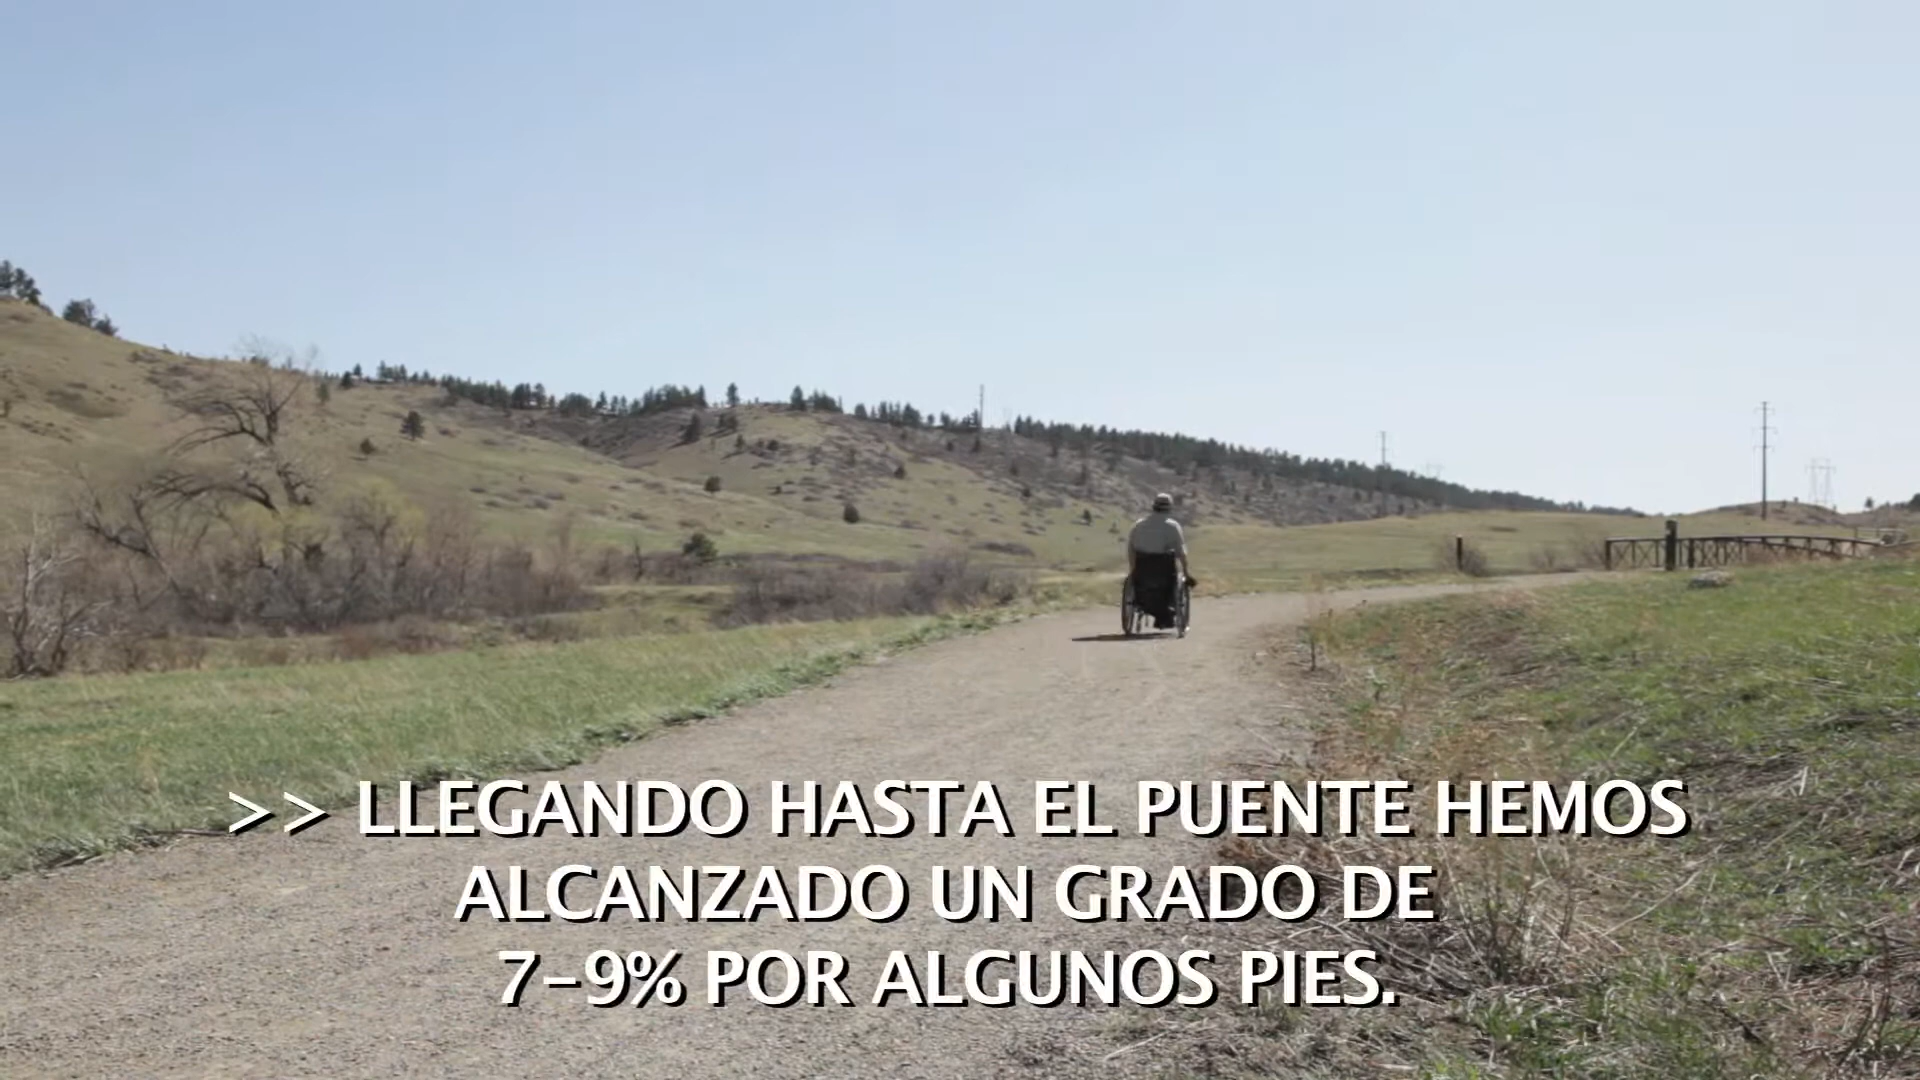 >> LLEGANDO HASTA EL PUENTE HEMOS
ALCANZADO UN GRADO DE
7-9% POR ALGUNOS PIES.